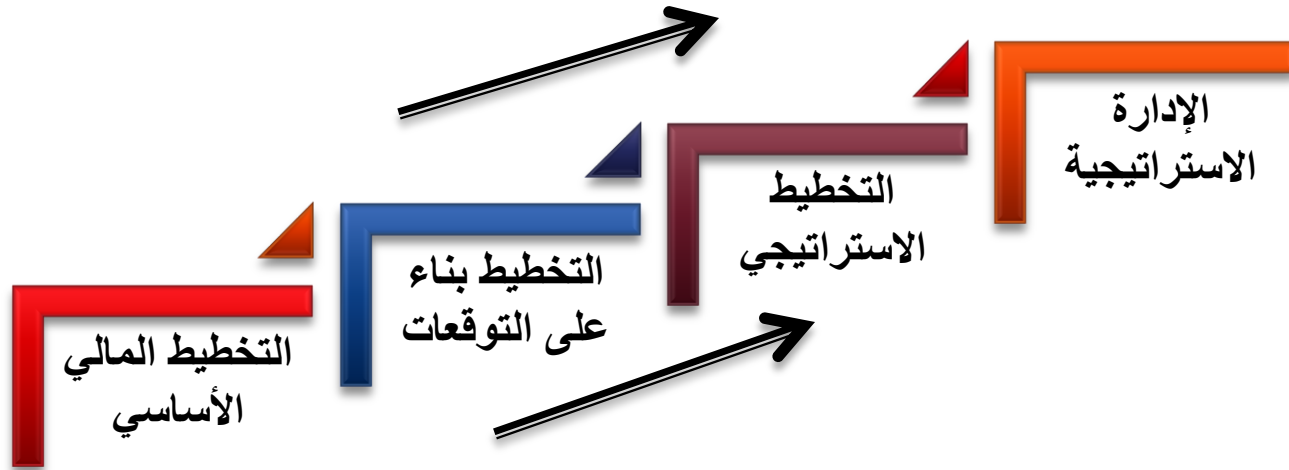 التخطيط المالي
الأساسي
التخطيط بناء
على التوقعات
التخطيط
الاستراتيجي
الإدارة
الاستراتيجية